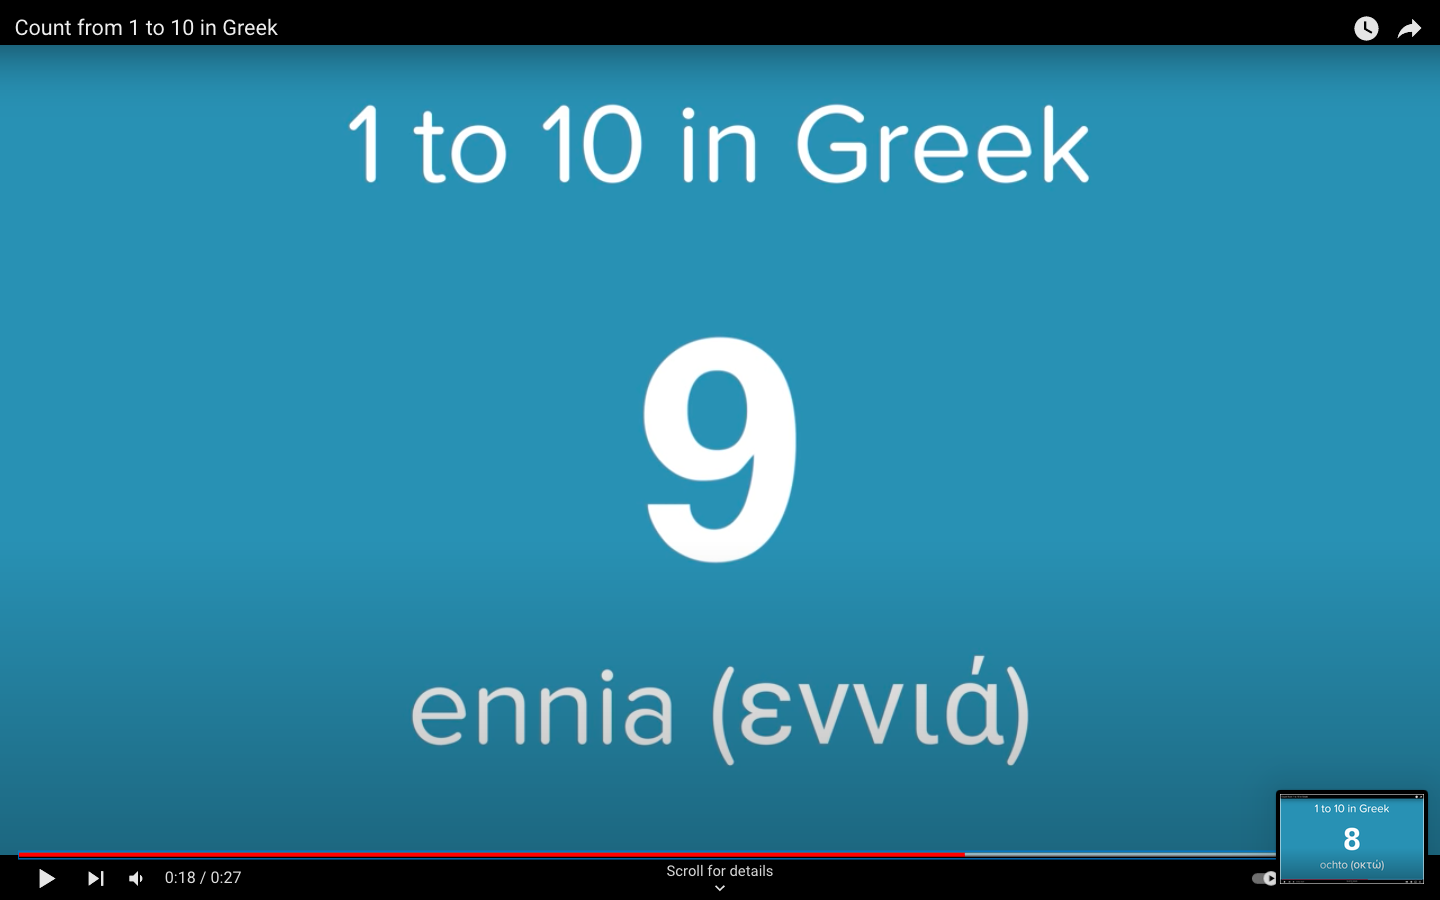 Count from 1 to 10 in Greek
1 to 10 in Greek
9
ennia (εννιά)
1 to 10 in Greek
8
ochto (οκτώ)
0:18 / 0:27
Scroll for details